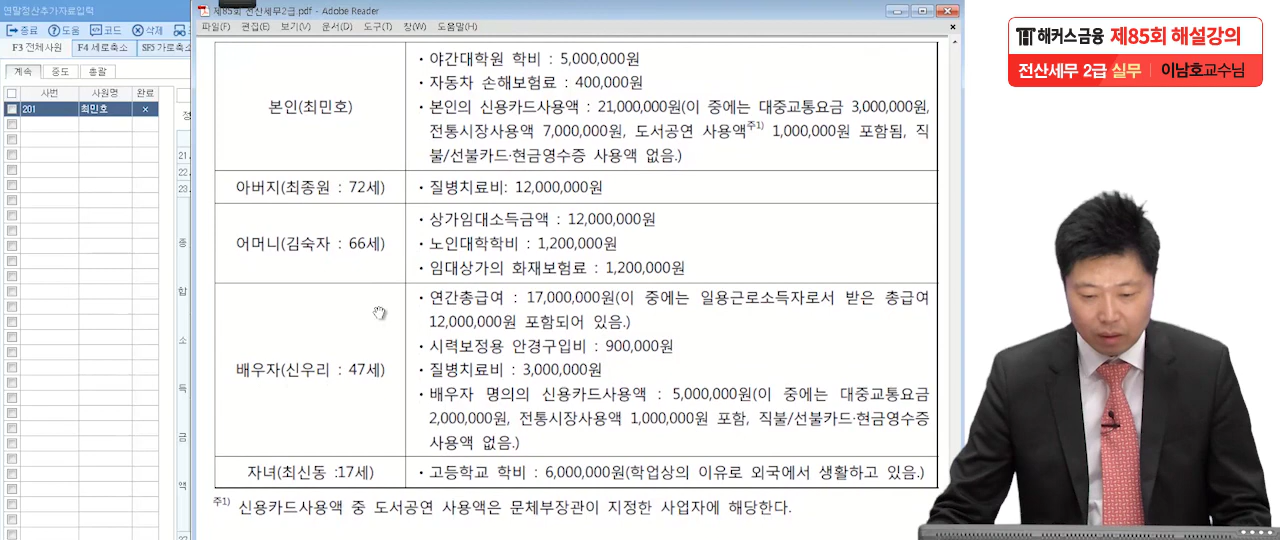 연말정산추가자료입력
제85회 전산세무2급.pdf - Adobe Reader
종료 도움 코드 삭제
파일(F) 편집(E) 보기(V) 문서(D) 도구(T) 창(W) 도움말(H)
F3 전체사원 F4 세로축소 SF5 가로축소
계속 중도 총괄
사번 사원명 완료
201 최민호 ×
정
21.
22.
23.
종
합
소
득
금
액
본인(최민호)
• 야간대학원 학비 : 5,000,000원
• 자동차 손해보험료 : 400,000원
• 본인의 신용카드사용액 : 21,000,000원(이 중에는 대중교통요금 3,000,000원,
전통시장사용액 7,000,000원, 도서공연 사용액주1) 1,000,000원 포함됨, 직
불/선불카드·현금영수증 사용액 없음.)
아버지(최종원 : 72세)
• 질병치료비: 12,000,000원
어머니(김숙자 : 66세)
• 상가임대소득금액 : 12,000,000원
• 노인대학학비 : 1,200,000원
• 임대상가의 화재보험료 : 1,200,000원
배우자(신우리 : 47세)
• 연간총급여 : 17,000,000원(이 중에는 일용근로소득자로서 받은 총급여
12,000,000원 포함되어 있음.)
• 시력보정용 안경구입비 : 900,000원
• 질병치료비 : 3,000,000원
• 배우자 명의의 신용카드사용액 : 5,000,000원(이 중에는 대중교통요금
2,000,000원, 전통시장사용액 1,000,000원 포함, 직불/선불카드·현금영수증
사용액 없음.)
자녀(최신동 :17세)
• 고등학교 학비 : 6,000,000원(학업상의 이유로 외국에서 생활하고 있음.)
주1) 신용카드사용액 중 도서공연 사용액은 문체부장관이 지정한 사업자에 해당한다.
해커스금융 제85회 해설강의
전산세무 2급 실무 | 이남호교수님